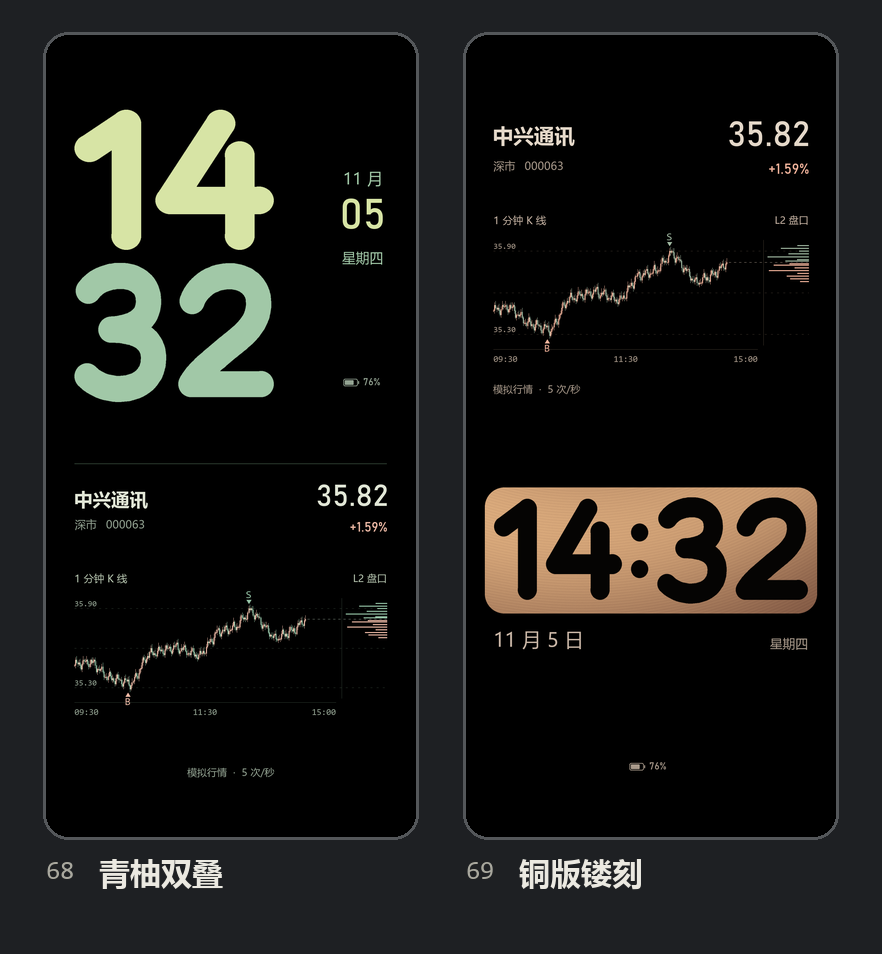 14
32
11 月
05
星期四
76%
中兴通讯
35.82
深市 000063
+1.59%
1 分钟 K 线
L2 盘口
S
35.90
35.30
B
09:30
11:30
15:00
模拟行情 · 5 次/秒
68 青柚双叠
中兴通讯
35.82
深市 000063
+1.59%
1 分钟 K 线
L2 盘口
S
35.90
35.30
B
09:30
11:30
15:00
模拟行情 · 5 次/秒
14:32
11 月 5 日
星期四
76%
69 铜版镂刻